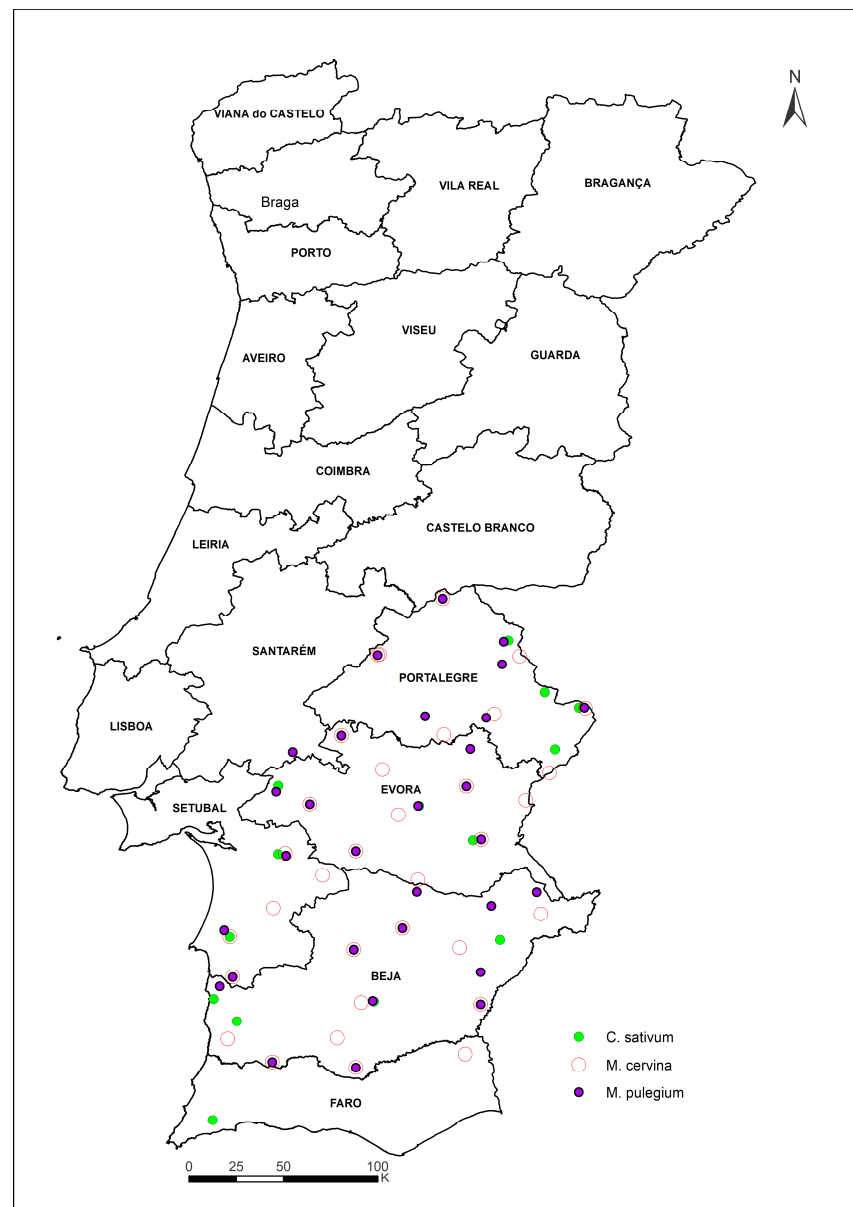 N
VIANA do CASTELO
BRAGANÇA
VILA REAL
Braga
PORTO
VISEU
AVEIRO
GUARDA
COIMBRA
CASTELO BRANCO
LEIRIA
SANTARÉM
PORTALEGRE
LISBOA
EVORA
SETUBAL
BEJA
C. sativum
M. cervina
M. pulegium
FARO
0 25 50 100
K